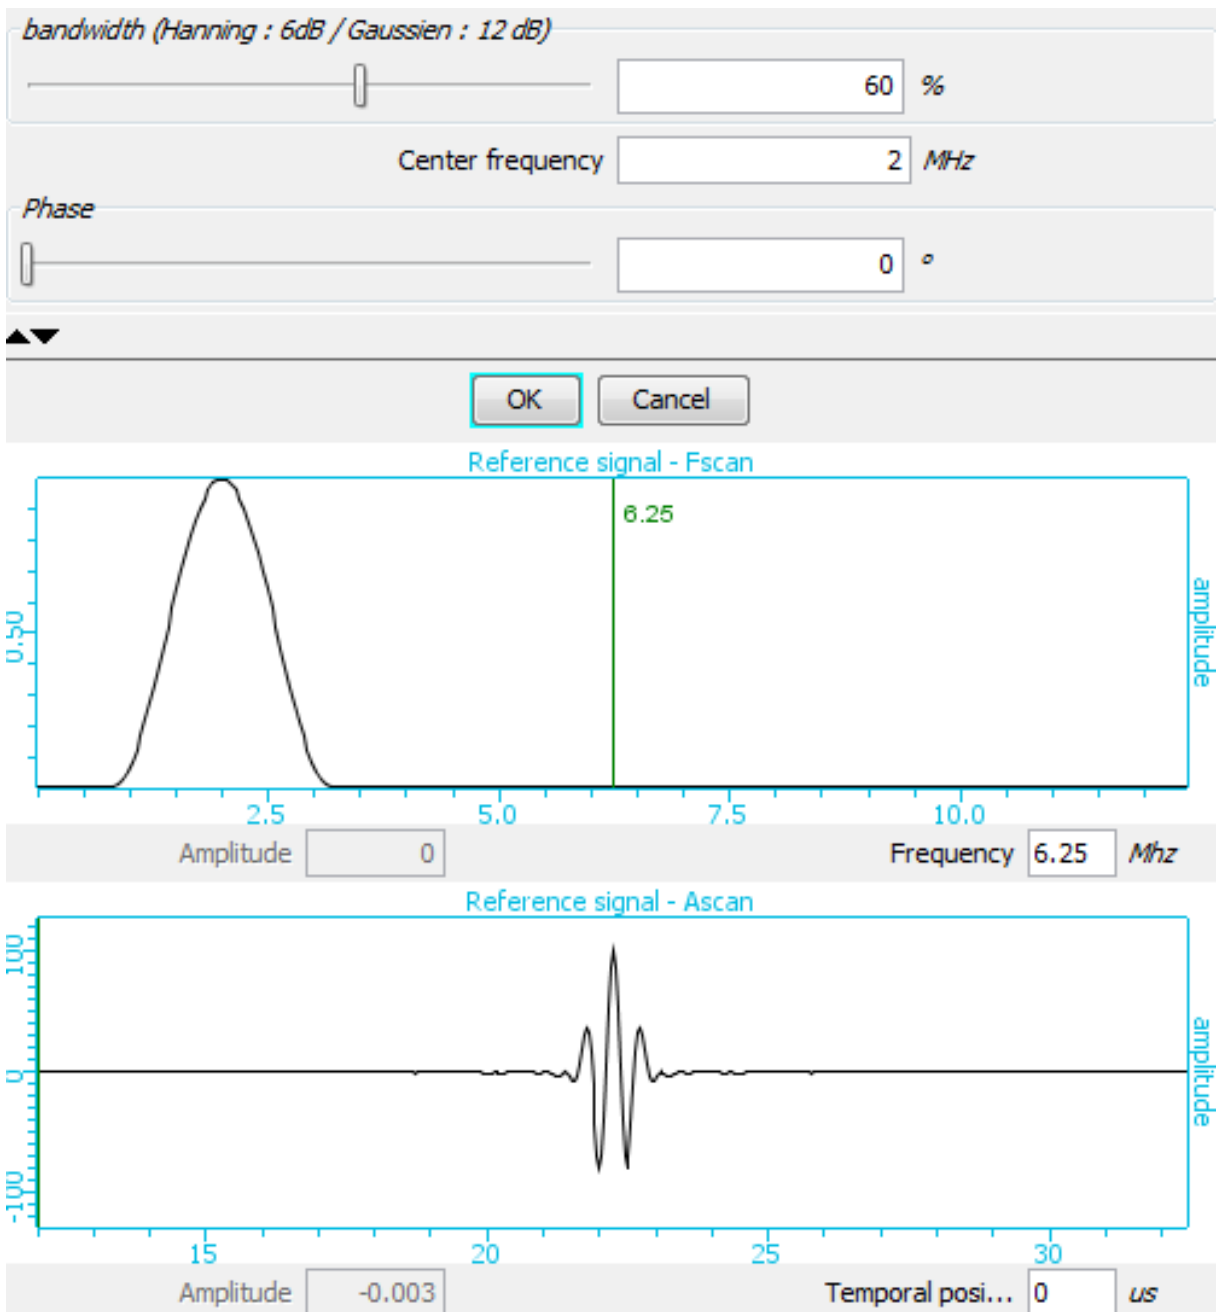 bandwidth (Hanning : 6dB / Gaussien : 12 dB)
60 %
Center frequency 2 MHz
Phase
0 °
OK Cancel
Reference signal - Fscan
6.25
0.50
amplitude
2.5 5.0 7.5 10.0
Amplitude 0 Frequency 6.25 Mhz
Reference signal - Ascan
100
0
-100
amplitude
15 20 25 30
Amplitude -0.003 Temporal posi... 0 us